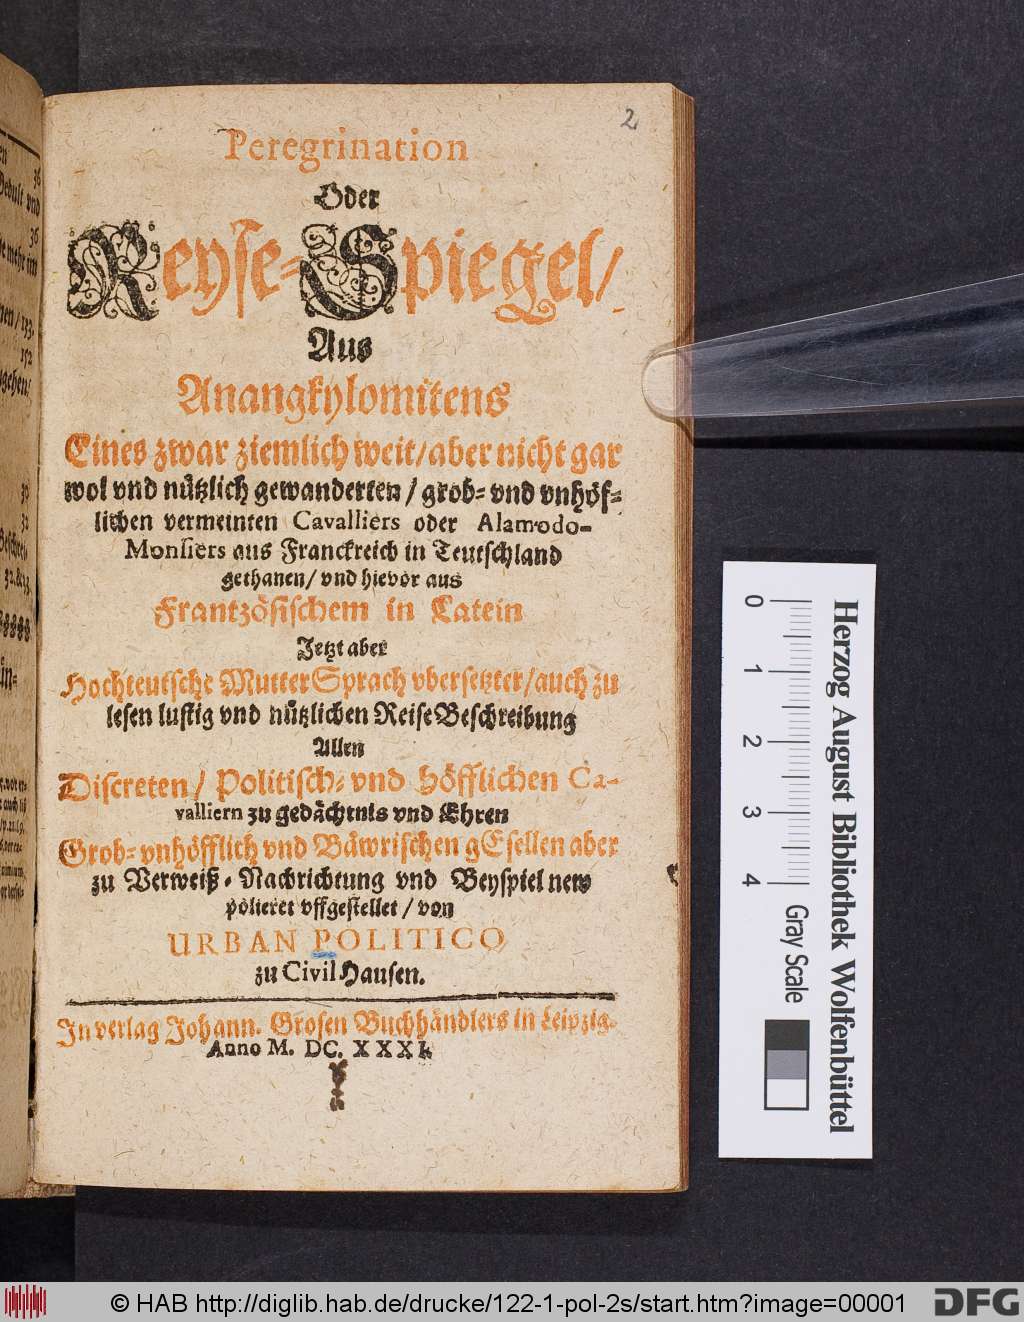 2
Peregrination
Oder
Reyse-Spiegel/
Aus
Anangkylomitens
Eines zwar ziemlich weit/aber nicht gar
wol vnd nützlich gewanderten / grob- vnd vnhöf-
lichen vermeinten Cavalliers oder Alamodo-
Monsiers aus Franckreich in Teutschland
gethanen/ vnd hievor aus
Frantzösischem in Latein
Jetzt aber
Hochteutsche MutterSprach vbersetzter/auch zu
lesen lustig vnd nützlichen ReiseBeschreibung
Allen
Discreten/ Politisch- vnd höfflichen Ca-
valliern zu gedächtnis vnd Ehren
Grob- vnhöfflich vnd Bäwrischen gEsellen aber
zu Verweiß- Nachrichtung vnd Beyspiel new
polieret vffgestellet / von
URBAN POLITICO
zu Civil Hausen.
In verlag Johann. Grosen Buchhändlers in Leipzig.
Anno M. DC. XXXI.
0 1 2 3 4
Gray Scale
Herzog August Bibliothek Wolfenbüttel
© HAB http://diglib.hab.de/drucke/122-1-pol-2s/start.htm?image=00001
DFG